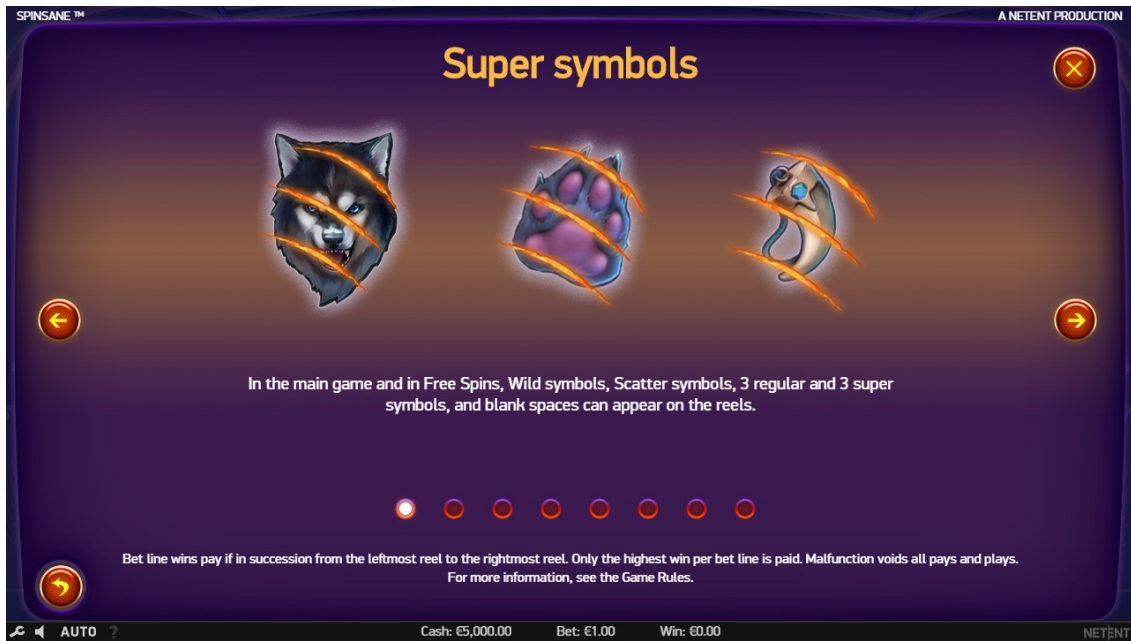 SPINSANE ™
A NETENT PRODUCTION
Super symbols
In the main game and in Free Spins, Wild symbols, Scatter symbols, 3 regular and 3 super
symbols, and blank spaces can appear on the reels.
Bet line wins pay if in succession from the leftmost reel to the rightmost reel. Only the highest win per bet line is paid. Malfunction voids all pays and plays.
For more information, see the Game Rules.
AUTO ?
Cash: €5,000.00
Bet: €1.00
Win: €0.00
NETENT